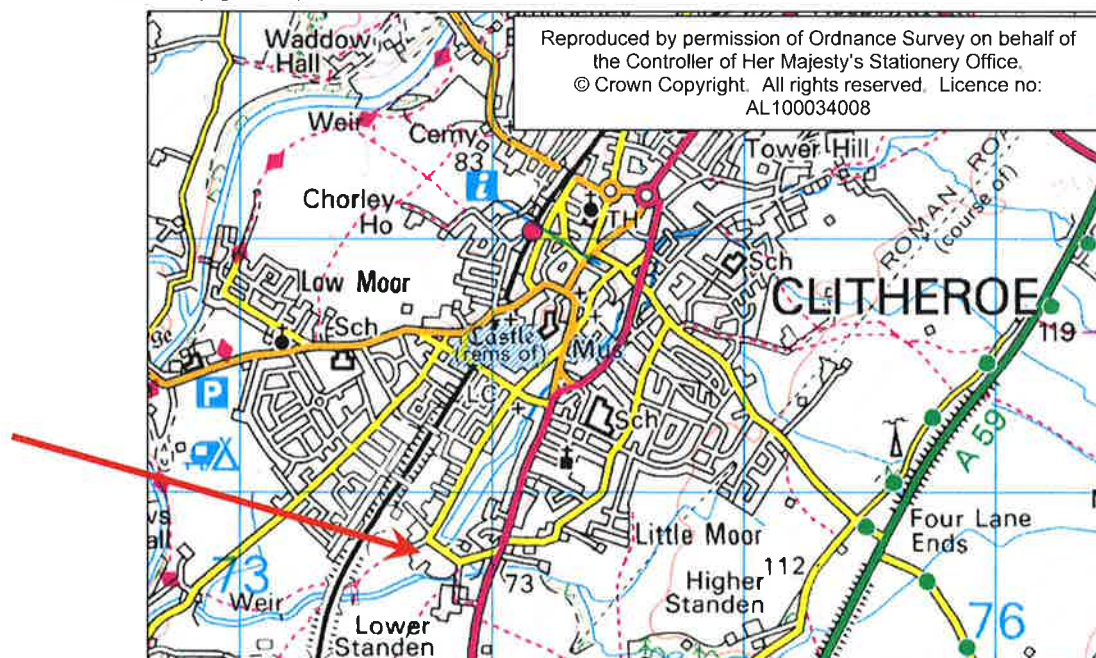 Reproduced by permission of Ordnance Survey on behalf of
the Controller of Her Majesty's Stationery Office.
© Crown Copyright. All rights reserved. Licence no:
AL100034008
Waddow
Hall
Weir
Cemy
83
i
Tower Hill
Chorley
Ho
TH
ROMAN
(course of)
Sch
Low Moor
CLITHEROE
Sch
Castle
(rems of)
Mus
119
P
LC
Sch
A 59
Little Moor
Four Lane
Ends
73
73
Weir
Higher
Standen
112
76
Lower
Standen